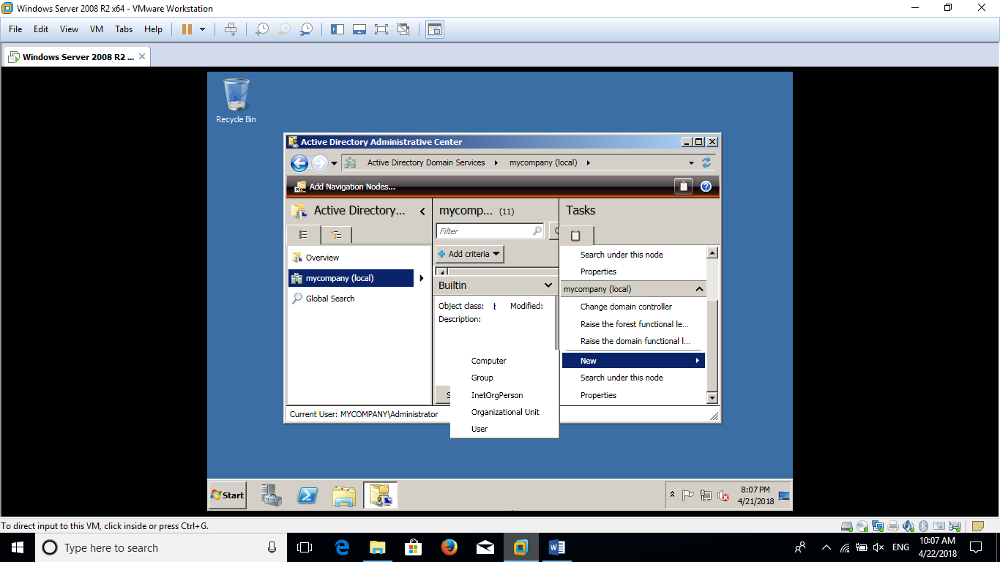 Windows Server 2008 R2 x64 - VMware Workstation
File Edit View VM Tabs Help
Windows Server 2008 R2 ...
Recycle Bin
Active Directory Administrative Center
Active Directory Domain Services mycompany (local)
Add Navigation Nodes...
Active Directory...
Overview
mycompany (local)
Global Search
mycomp... (11)
Filter
Add criteria
Builtin
Object class: Modified:
Description:
Computer
Group
InetOrgPerson
Organizational Unit
User
Tasks
Search under this node
Properties
mycompany (local)
Change domain controller
Raise the forest functional le...
Raise the domain functional l...
New
Search under this node
Properties
Current User: MYCOMPANY\Administrator
Start
8:07 PM
4/21/2018
To direct input to this VM, click inside or press Ctrl+G.
Type here to search
ENG
10:07 AM
4/22/2018